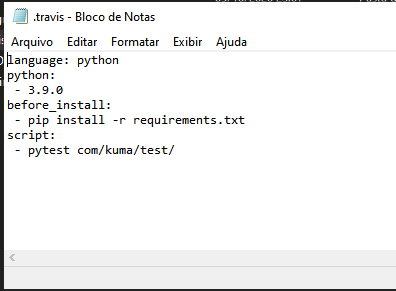 .travis - Bloco de Notas
Arquivo Editar Formatar Exibir Ajuda
language: python
python:
 - 3.9.0
before_install:
 - pip install -r requirements.txt
script:
 - pytest com/kuma/test/